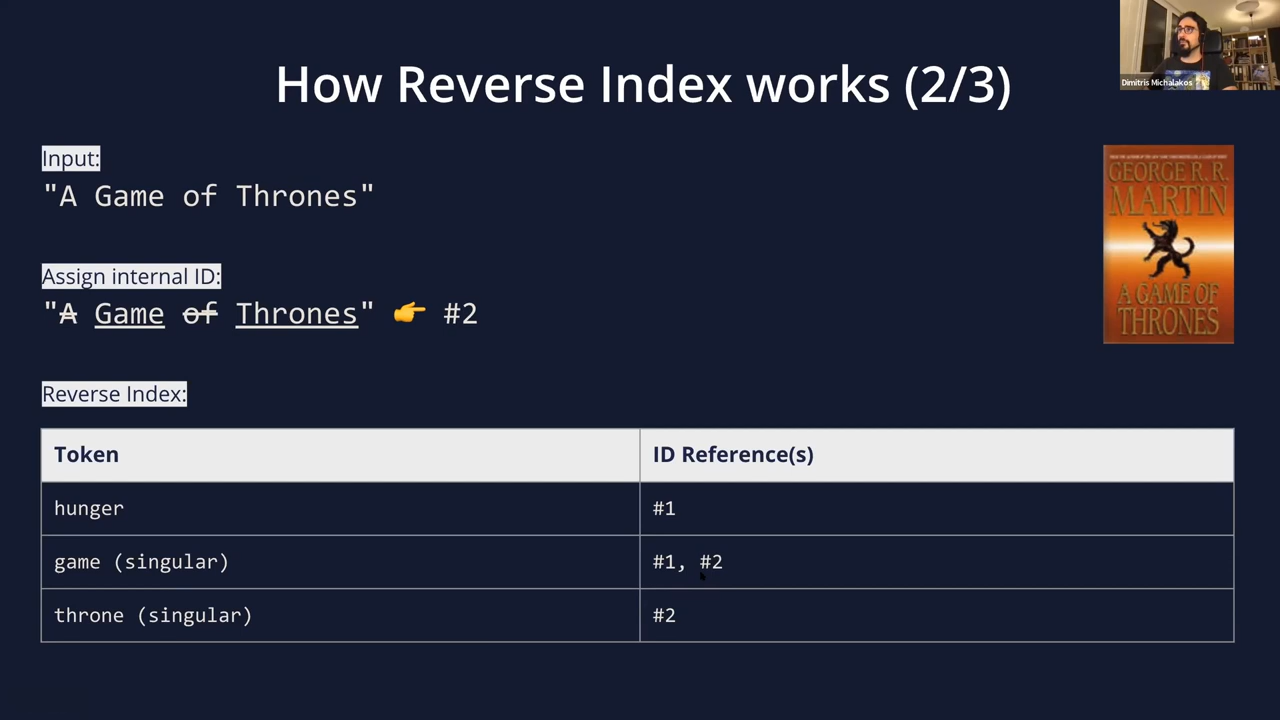 How Reverse Index works (2/3)
Dimitris Michalakos
Input:
"A Game of Thrones"
GEORGE R. R.
MARTIN
A GAME OF
THRONES
Assign internal ID:
"A Game of Thrones" 👉 #2
Reverse Index:
Token ID Reference(s)
hunger #1
game (singular) #1, #2
throne (singular) #2